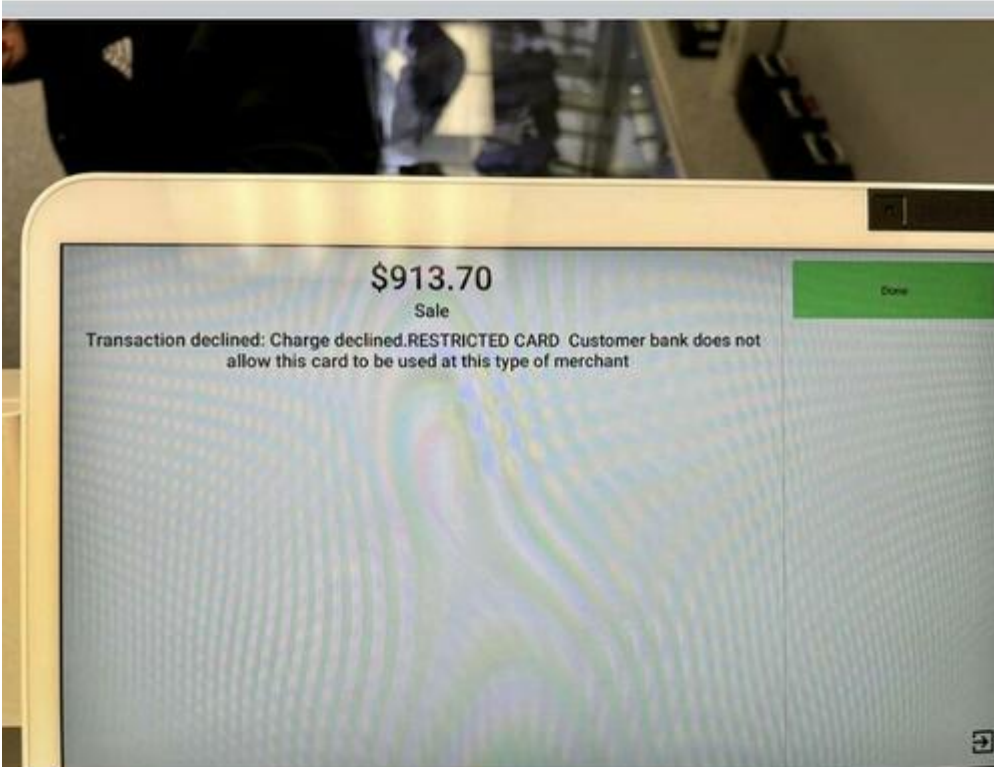 $913.70
Sale
Done
Transaction declined: Charge declined.RESTRICTED CARD Customer bank does not
allow this card to be used at this type of merchant